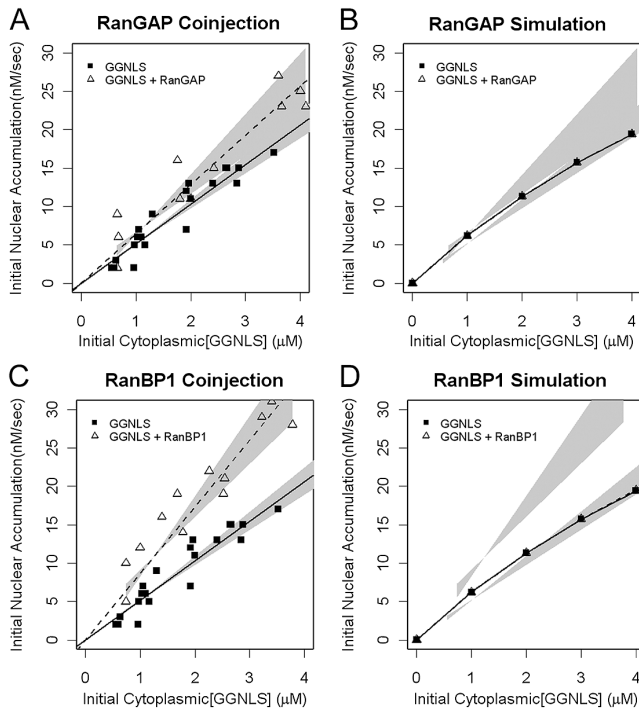 A
RanGAP Coinjection
Initial Nuclear Accumulation(nM/sec)
30
25
20
15
10
5
0
GGNLS
GGNLS + RanGAP
0 1 2 3 4
Initial Cytoplasmic[GGNLS] (μM)
B
RanGAP Simulation
Initial Nuclear Accumulation(nM/sec)
30
25
20
15
10
5
0
GGNLS
GGNLS + RanGAP
0 1 2 3 4
Initial Cytoplasmic[GGNLS] (μM)
C
RanBP1 Coinjection
Initial Nuclear Accumulation(nM/sec)
30
25
20
15
10
5
0
GGNLS
GGNLS + RanBP1
0 1 2 3 4
Initial Cytoplasmic[GGNLS] (μM)
D
RanBP1 Simulation
Initial Nuclear Accumulation(nM/sec)
30
25
20
15
10
5
0
GGNLS
GGNLS + RanBP1
0 1 2 3 4
Initial Cytoplasmic[GGNLS] (μM)